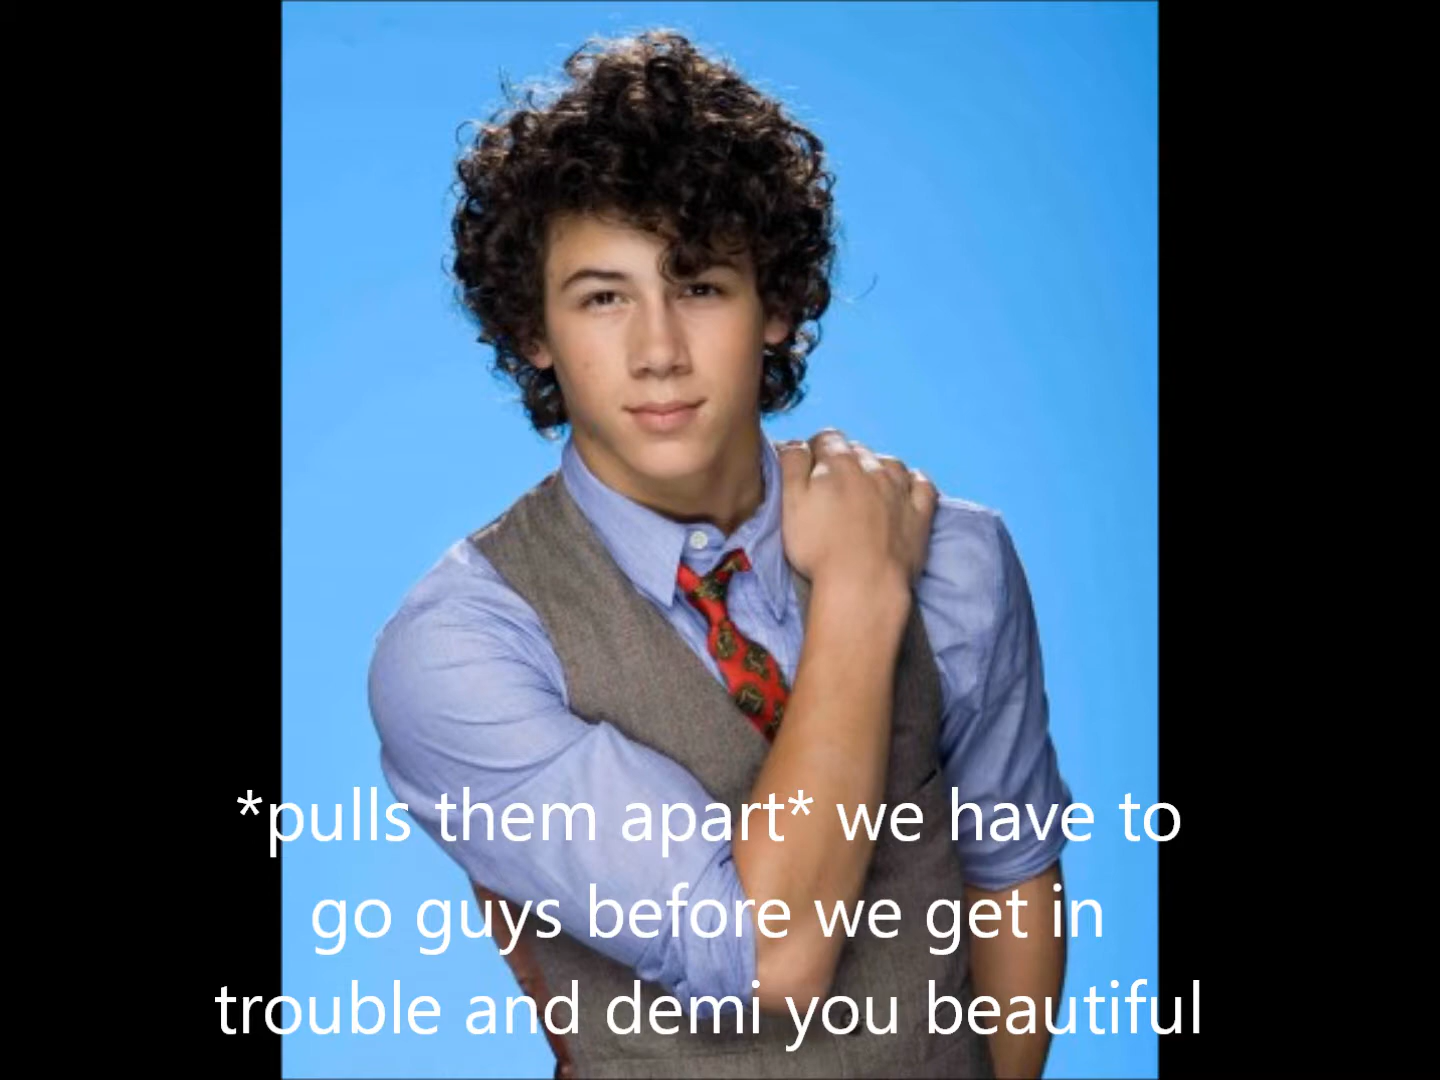 *pulls them apart* we have to
go guys before we get in
trouble and demi you beautiful